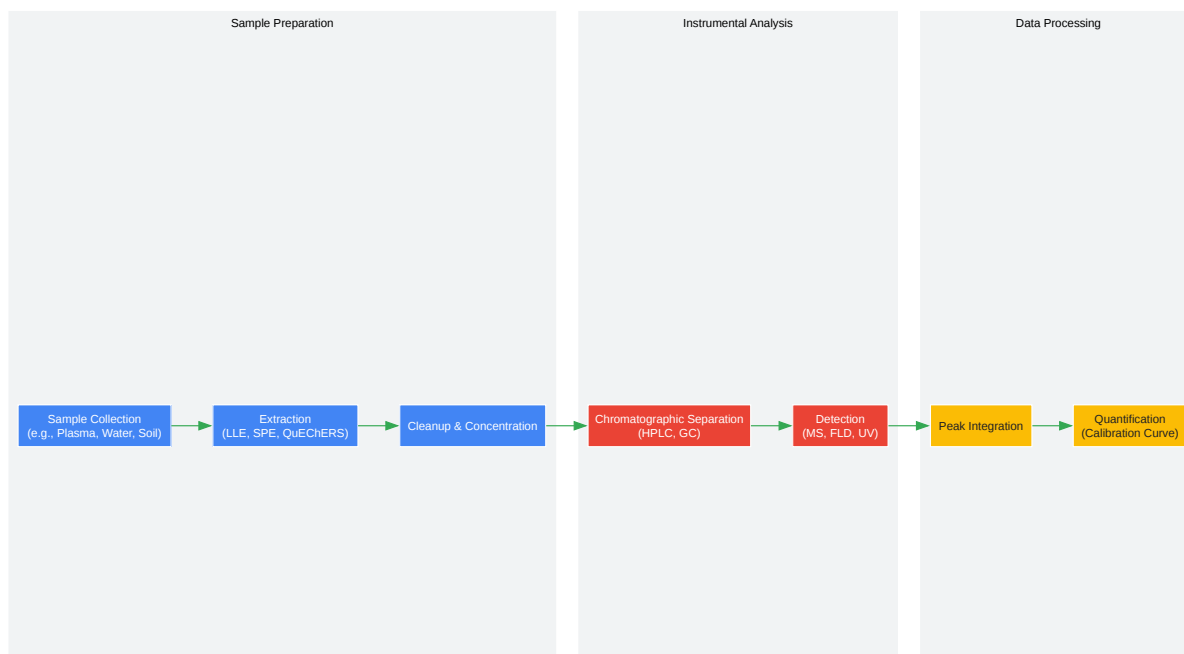 Sample Preparation
Instrumental Analysis
Data Processing
Sample Collection
(e.g., Plasma, Water, Soil)
Extraction
(LLE, SPE, QuEChERS)
Cleanup & Concentration
Chromatographic Separation
(HPLC, GC)
Detection
(MS, FLD, UV)
Peak Integration
Quantification
(Calibration Curve)